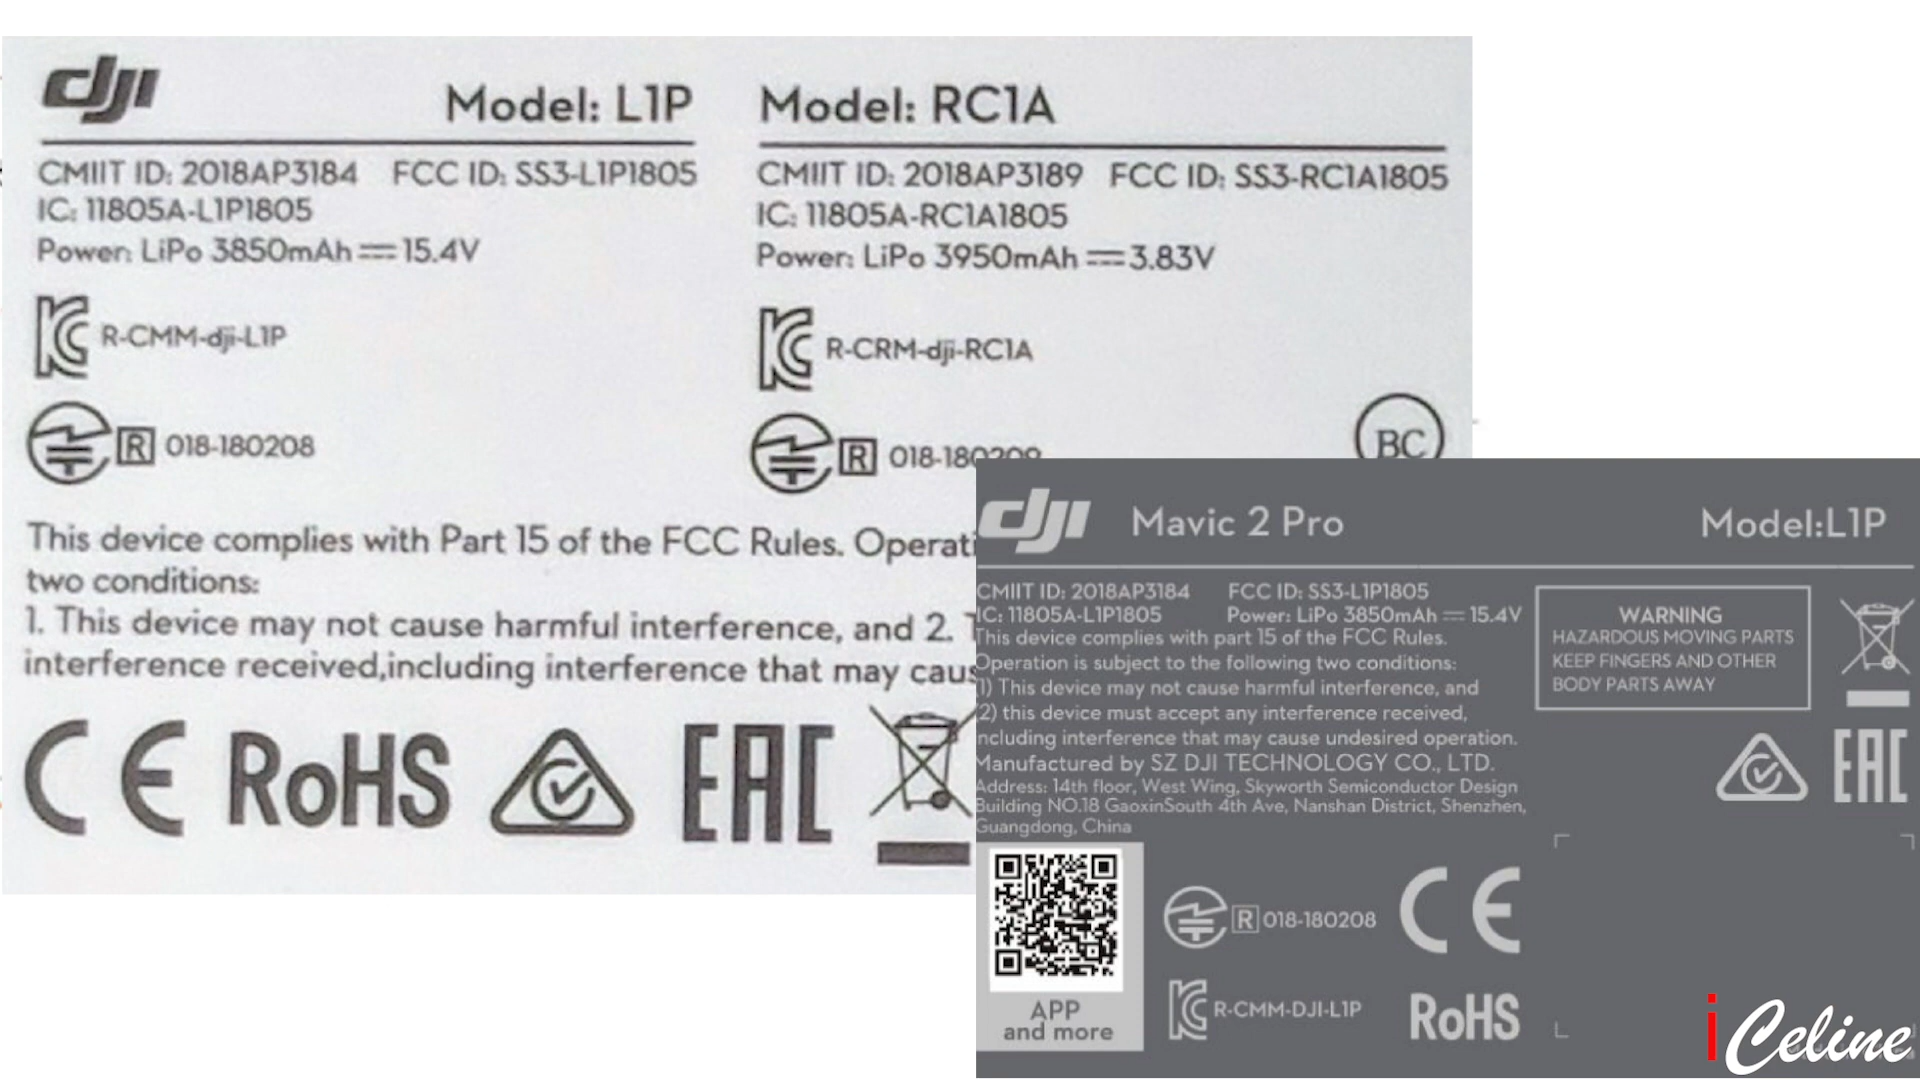 dji
Model: L1P
CMIIT ID: 2018AP3184 FCC ID: SS3-L1P1805
IC: 11805A-L1P1805
Power: LiPo 3850mAh⎓15.4V
R-CMM-dji-L1P
R 018-180208
Model: RC1A
CMIIT ID: 2018AP3189 FCC ID: SS3-RC1A1805
IC: 11805A-RC1A1805
Power: LiPo 3950mAh⎓3.83V
R-CRM-dji-RC1A
R 018-180209
BC
This device complies with Part 15 of the FCC Rules. Operati
two conditions:
1. This device may not cause harmful interference, and 2.
interference received,including interference that may caus
CE RoHS EAC
dji Mavic 2 Pro Model:L1P
CMIIT ID: 2018AP3184 FCC ID: SS3-L1P1805
IC: 11805A-L1P1805 Power: LiPo 3850mAh⎓15.4V
This device complies with part 15 of the FCC Rules.
Operation is subject to the following two conditions:
1) This device may not cause harmful interference, and
2) this device must accept any interference received,
ncluding interference that may cause undesired operation.
Manufactured by SZ DJI TECHNOLOGY CO., LTD.
Address: 14th floor, West Wing, Skyworth Semiconductor Design
Building NO.18 GaoxinSouth 4th Ave, Nanshan District, Shenzhen,
Guangdong, China
WARNING
HAZARDOUS MOVING PARTS
KEEP FINGERS AND OTHER
BODY PARTS AWAY
EAC
APP
and more
R 018-180208
CE
R-CMM-DJI-L1P
RoHS
iCeline